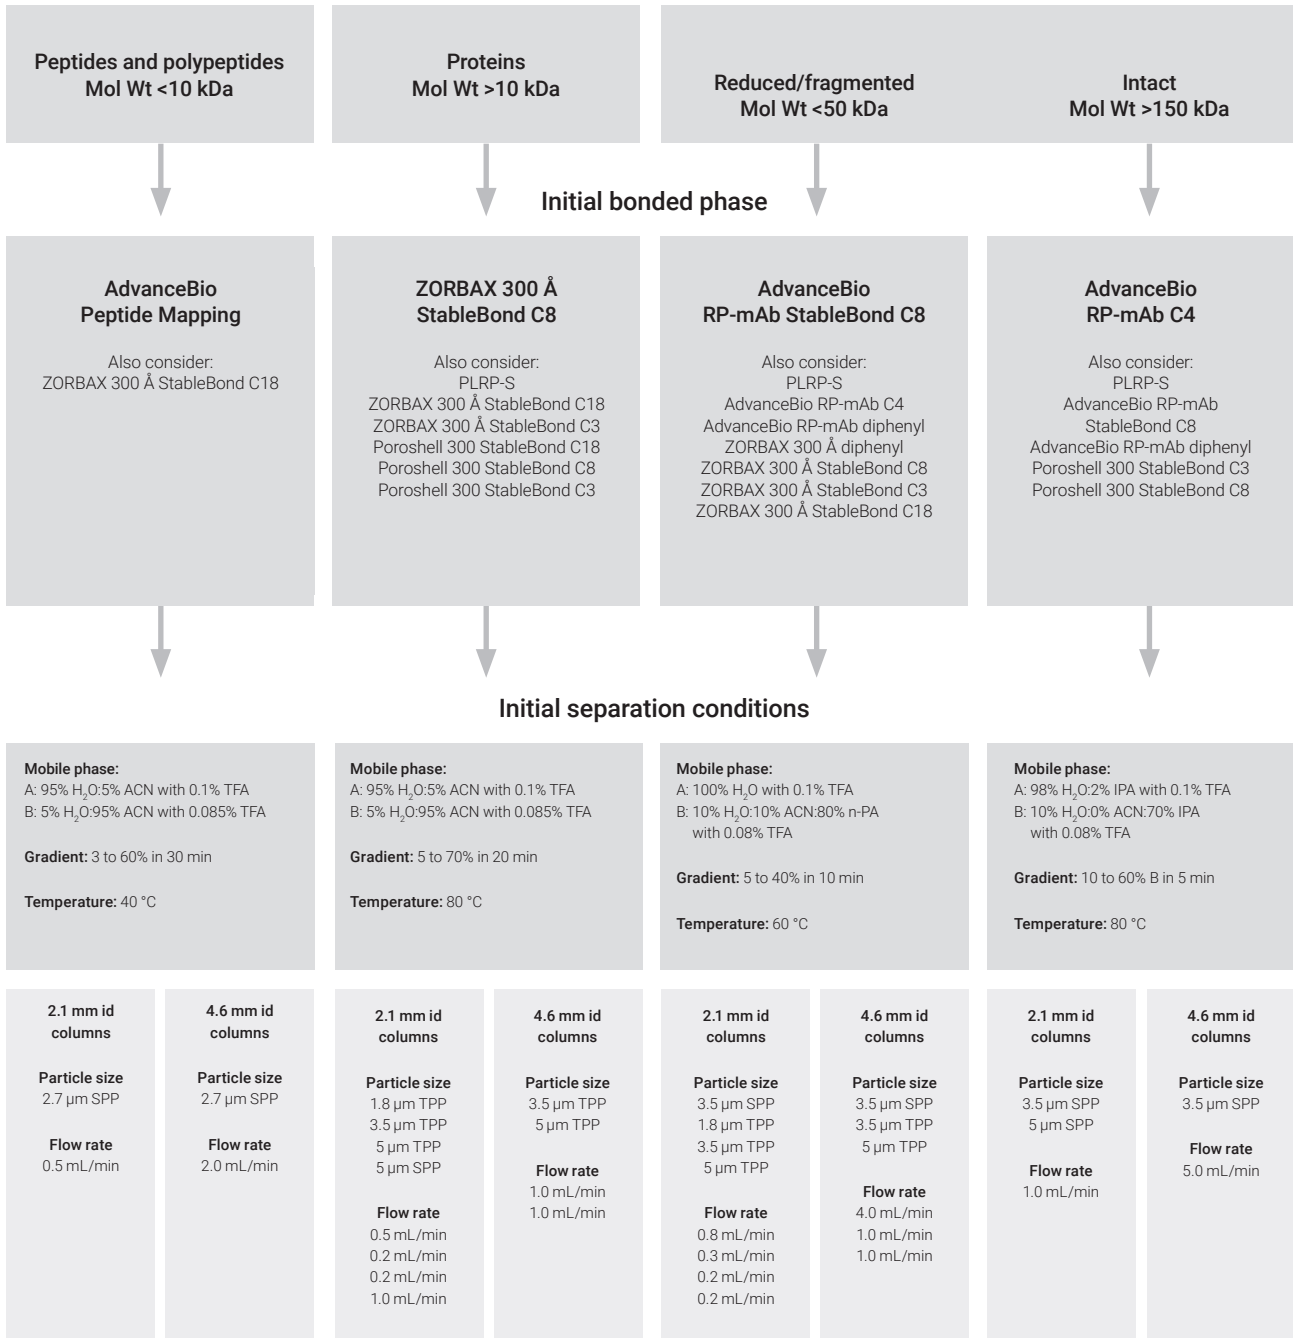 Peptides and polypeptides
Mol Wt <10 kDa
Proteins
Mol Wt >10 kDa
Reduced/fragmented
Mol Wt <50 kDa
Intact
Mol Wt >150 kDa
Initial bonded phase
AdvanceBio
Peptide Mapping
Also consider:
ZORBAX 300 Å StableBond C18
ZORBAX 300 Å
StableBond C8
Also consider:
PLRP-S
ZORBAX 300 Å StableBond C18
ZORBAX 300 Å StableBond C3
Poroshell 300 StableBond C18
Poroshell 300 StableBond C8
Poroshell 300 StableBond C3
AdvanceBio
RP-mAb StableBond C8
Also consider:
PLRP-S
AdvanceBio RP-mAb C4
AdvanceBio RP-mAb diphenyl
ZORBAX 300 Å diphenyl
ZORBAX 300 Å StableBond C8
ZORBAX 300 Å StableBond C3
ZORBAX 300 Å StableBond C18
AdvanceBio
RP-mAb C4
Also consider:
PLRP-S
AdvanceBio RP-mAb
StableBond C8
AdvanceBio RP-mAb diphenyl
Poroshell 300 StableBond C3
Poroshell 300 StableBond C8
Initial separation conditions
Mobile phase:
A: 95% H₂O:5% ACN with 0.1% TFA
B: 5% H₂O:95% ACN with 0.085% TFA
Gradient: 3 to 60% in 30 min
Temperature: 40 °C
Mobile phase:
A: 95% H₂O:5% ACN with 0.1% TFA
B: 5% H₂O:95% ACN with 0.085% TFA
Gradient: 5 to 70% in 20 min
Temperature: 80 °C
Mobile phase:
A: 100% H₂O with 0.1% TFA
B: 10% H₂O:10% ACN:80% n-PA
with 0.08% TFA
Gradient: 5 to 40% in 10 min
Temperature: 60 °C
Mobile phase:
A: 98% H₂O:2% IPA with 0.1% TFA
B: 10% H₂O:0% ACN:70% IPA
with 0.08% TFA
Gradient: 10 to 60% B in 5 min
Temperature: 80 °C
2.1 mm id
columns
Particle size
2.7 µm SPP
Flow rate
0.5 mL/min
4.6 mm id
columns
Particle size
2.7 µm SPP
Flow rate
2.0 mL/min
2.1 mm id
columns
Particle size
1.8 µm TPP
3.5 µm TPP
5 µm TPP
5 µm SPP
Flow rate
0.5 mL/min
0.2 mL/min
0.2 mL/min
1.0 mL/min
4.6 mm id
columns
Particle size
3.5 µm TPP
5 µm TPP
Flow rate
1.0 mL/min
1.0 mL/min
2.1 mm id
columns
Particle size
3.5 µm SPP
1.8 µm TPP
3.5 µm TPP
5 µm TPP
Flow rate
0.8 mL/min
0.3 mL/min
0.2 mL/min
0.2 mL/min
4.6 mm id
columns
Particle size
3.5 µm SPP
3.5 µm TPP
5 µm TPP
Flow rate
4.0 mL/min
1.0 mL/min
1.0 mL/min
2.1 mm id
columns
Particle size
3.5 µm SPP
5 µm SPP
Flow rate
1.0 mL/min
4.6 mm id
columns
Particle size
3.5 µm SPP
Flow rate
5.0 mL/min